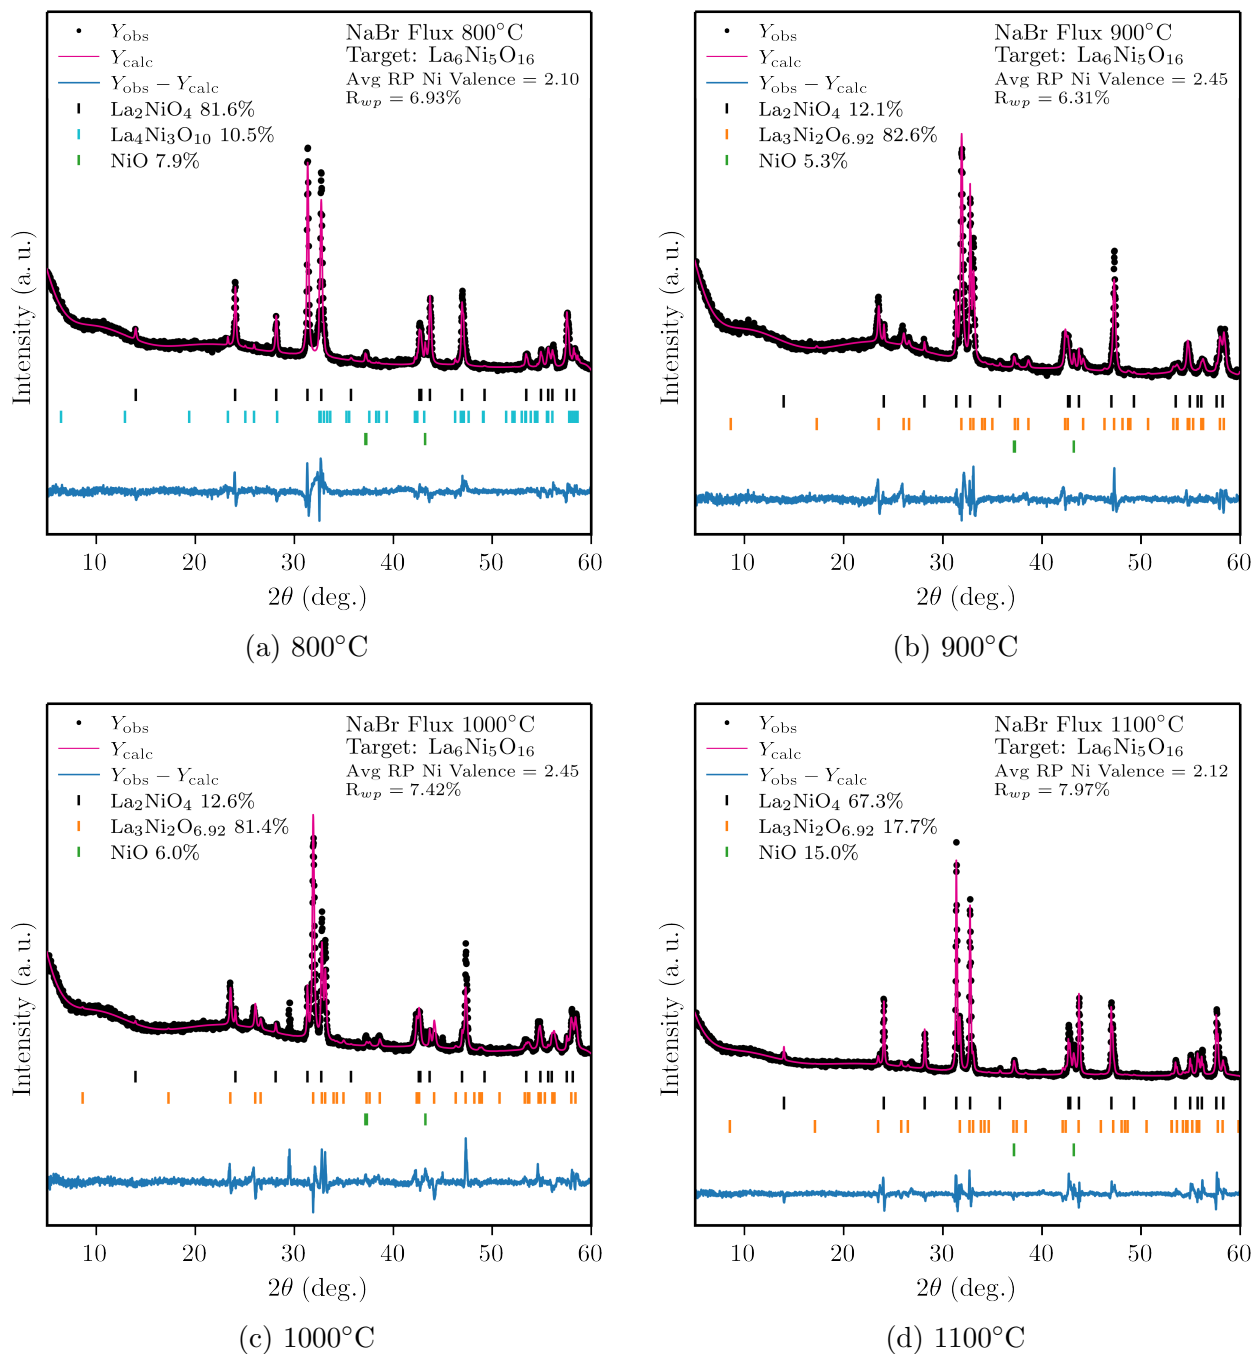 Y_obs
Y_calc
Y_obs − Y_calc
La₂NiO₄ 81.6%
La₄Ni₃O₁₀ 10.5%
NiO 7.9%
NaBr Flux 800°C
Target: La₆Ni₅O₁₆
Avg RP Ni Valence = 2.10
R_wp = 6.93%
Intensity (a. u.)
10 20 30 40 50 60
2θ (deg.)
(a) 800°C
Y_obs
Y_calc
Y_obs − Y_calc
La₂NiO₄ 12.1%
La₃Ni₂O₆.₉₂ 82.6%
NiO 5.3%
NaBr Flux 900°C
Target: La₆Ni₅O₁₆
Avg RP Ni Valence = 2.45
R_wp = 6.31%
Intensity (a. u.)
10 20 30 40 50 60
2θ (deg.)
(b) 900°C
Y_obs
Y_calc
Y_obs − Y_calc
La₂NiO₄ 12.6%
La₃Ni₂O₆.₉₂ 81.4%
NiO 6.0%
NaBr Flux 1000°C
Target: La₆Ni₅O₁₆
Avg RP Ni Valence = 2.45
R_wp = 7.42%
Intensity (a. u.)
10 20 30 40 50 60
2θ (deg.)
(c) 1000°C
Y_obs
Y_calc
Y_obs − Y_calc
La₂NiO₄ 67.3%
La₃Ni₂O₆.₉₂ 17.7%
NiO 15.0%
NaBr Flux 1100°C
Target: La₆Ni₅O₁₆
Avg RP Ni Valence = 2.12
R_wp = 7.97%
Intensity (a. u.)
10 20 30 40 50 60
2θ (deg.)
(d) 1100°C